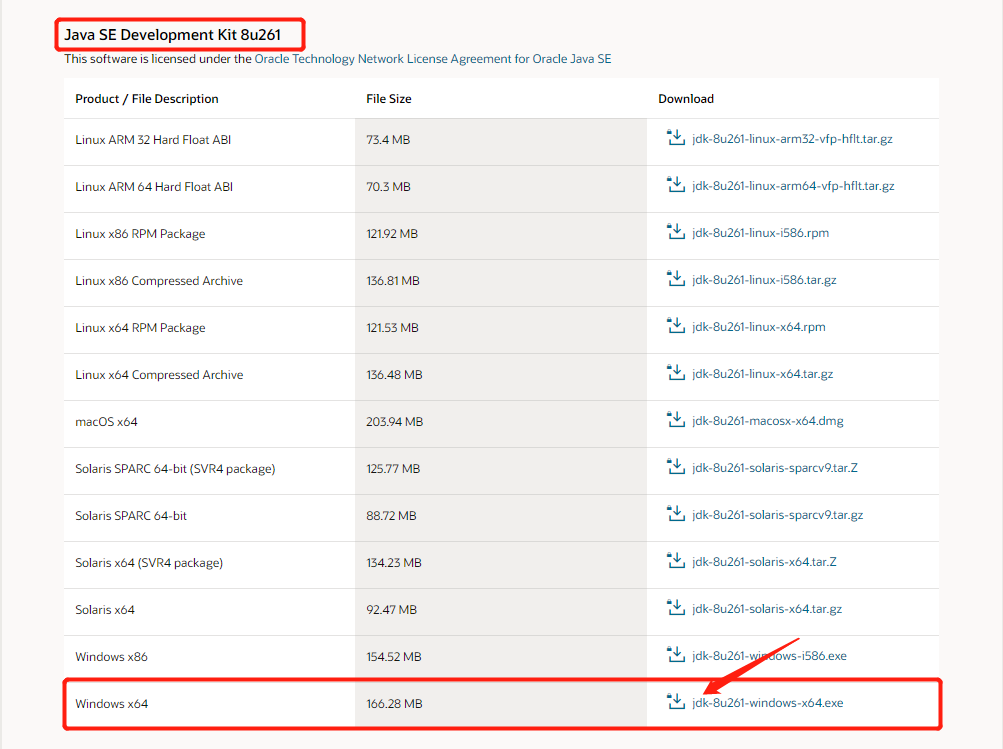 Java SE Development Kit 8u261
This software is licensed under the Oracle Technology Network License Agreement for Oracle Java SE
Product / File Description File Size Download
Linux ARM 32 Hard Float ABI 73.4 MB jdk-8u261-linux-arm32-vfp-hflt.tar.gz
Linux ARM 64 Hard Float ABI 70.3 MB jdk-8u261-linux-arm64-vfp-hflt.tar.gz
Linux x86 RPM Package 121.92 MB jdk-8u261-linux-i586.rpm
Linux x86 Compressed Archive 136.81 MB jdk-8u261-linux-i586.tar.gz
Linux x64 RPM Package 121.53 MB jdk-8u261-linux-x64.rpm
Linux x64 Compressed Archive 136.48 MB jdk-8u261-linux-x64.tar.gz
macOS x64 203.94 MB jdk-8u261-macosx-x64.dmg
Solaris SPARC 64-bit (SVR4 package) 125.77 MB jdk-8u261-solaris-sparcv9.tar.Z
Solaris SPARC 64-bit 88.72 MB jdk-8u261-solaris-sparcv9.tar.gz
Solaris x64 (SVR4 package) 134.23 MB jdk-8u261-solaris-x64.tar.Z
Solaris x64 92.47 MB jdk-8u261-solaris-x64.tar.gz
Windows x86 154.52 MB jdk-8u261-windows-i586.exe
Windows x64 166.28 MB jdk-8u261-windows-x64.exe